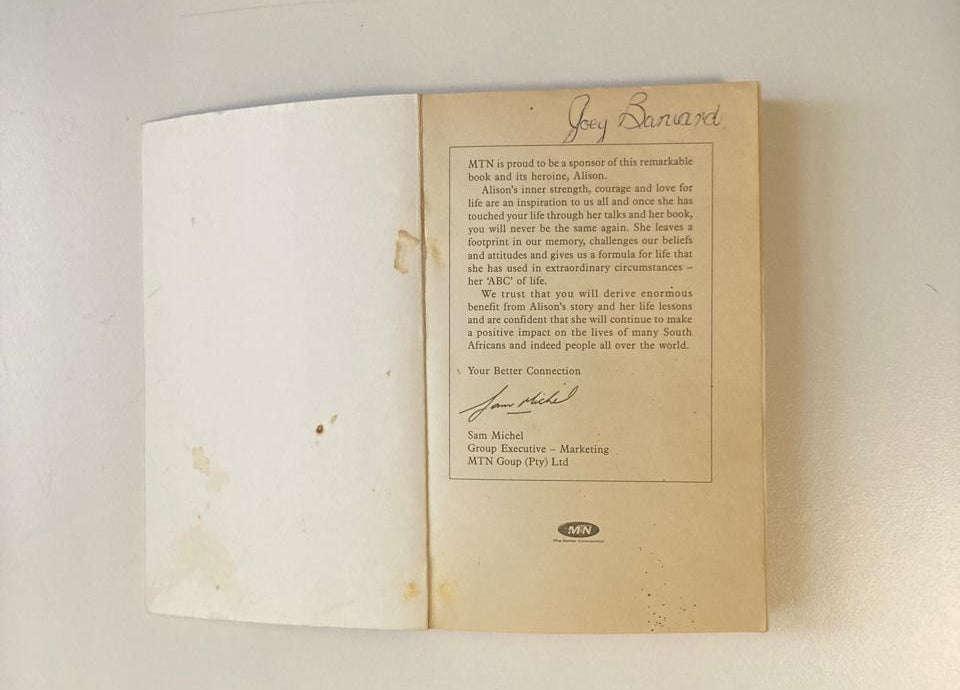 Joey Barnard
MTN is proud to be a sponsor of this remarkable
book and its heroine, Alison.
Alison's inner strength, courage and love for
life are an inspiration to us all and once she has
touched your life through her talks and her book,
you will never be the same again. She leaves a
footprint in our memory, challenges our beliefs
and attitudes and gives us a formula for life that
she has used in extraordinary circumstances –
her 'ABC' of life.
We trust that you will derive enormous
benefit from Alison's story and her life lessons
and are confident that she will continue to make
a positive impact on the lives of many South
Africans and indeed people all over the world.
Your Better Connection
Sam Michel
Sam Michel
Group Executive – Marketing
MTN Goup (Pty) Ltd
MTN
The Better Connection